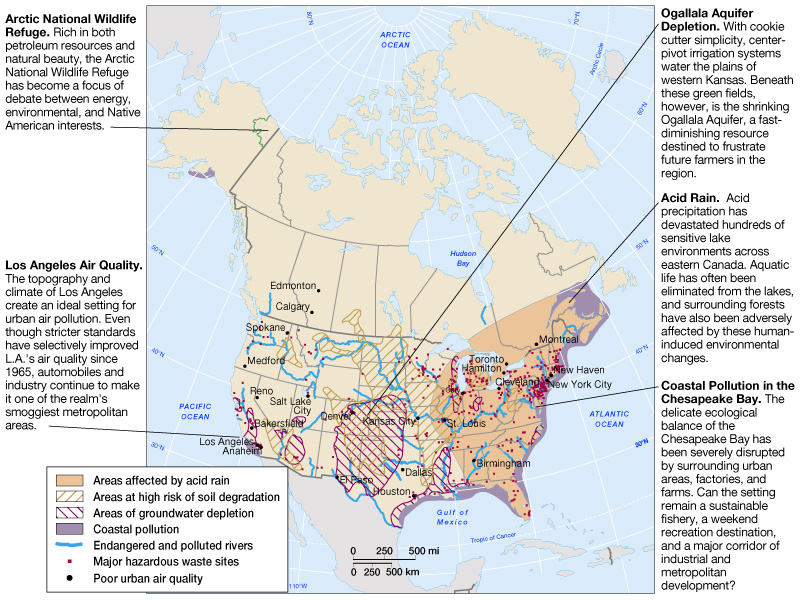 Arctic National Wildlife
Refuge. Rich in both
petroleum resources and
natural beauty, the Arctic
National Wildlife Refuge
has become a focus of
debate between energy,
environmental, and Native
American interests.
Los Angeles Air Quality.
The topography and
climate of Los Angeles
create an ideal setting for
urban air pollution. Even
though stricter standards
have selectively improved
L.A.'s air quality since
1965, automobiles and
industry continue to make
it one of the realm's
smoggiest metropolitan
areas.
Ogallala Aquifer
Depletion. With cookie
cutter simplicity, center-
pivot irrigation systems
water the plains of
western Kansas. Beneath
these green fields,
however, is the shrinking
Ogallala Aquifer, a fast-
diminishing resource
destined to frustrate
future farmers in the
region.
Acid Rain. Acid
precipitation has
devastated hundreds of
sensitive lake
environments across
eastern Canada. Aquatic
life has often been
eliminated from the lakes,
and surrounding forests
have also been adversely
affected by these human-
induced environmental
changes.
Coastal Pollution in the
Chesapeake Bay. The
delicate ecological
balance of the
Chesapeake Bay has
been severely disrupted
by surrounding urban
areas, factories, and
farms. Can the setting
remain a sustainable
fishery, a weekend
recreation destination,
and a major corridor of
industrial and
metropolitan
development?
80°N
70°N
ARCTIC
OCEAN
Arctic Circle
60°N
50°N
50°N
Hudson
Bay
Edmonton
Calgary
Spokane
Medford
Reno
Salt Lake
City
Bakersfield
Los Angeles
Anaheim
Denver
Kansas City
El Paso
Dallas
Houston
St. Louis
Birmingham
Toronto
Hamilton
Cleveland
Montreal
New Haven
New York City
40°N
40°N
30°N
PACIFIC
OCEAN
ATLANTIC
OCEAN
Gulf of
Mexico
Tropic of Cancer
110°W
0 250 500 mi
0 250 500 km
Areas affected by acid rain
Areas at high risk of soil degradation
Areas of groundwater depletion
Coastal pollution
Endangered and polluted rivers
Major hazardous waste sites
Poor urban air quality